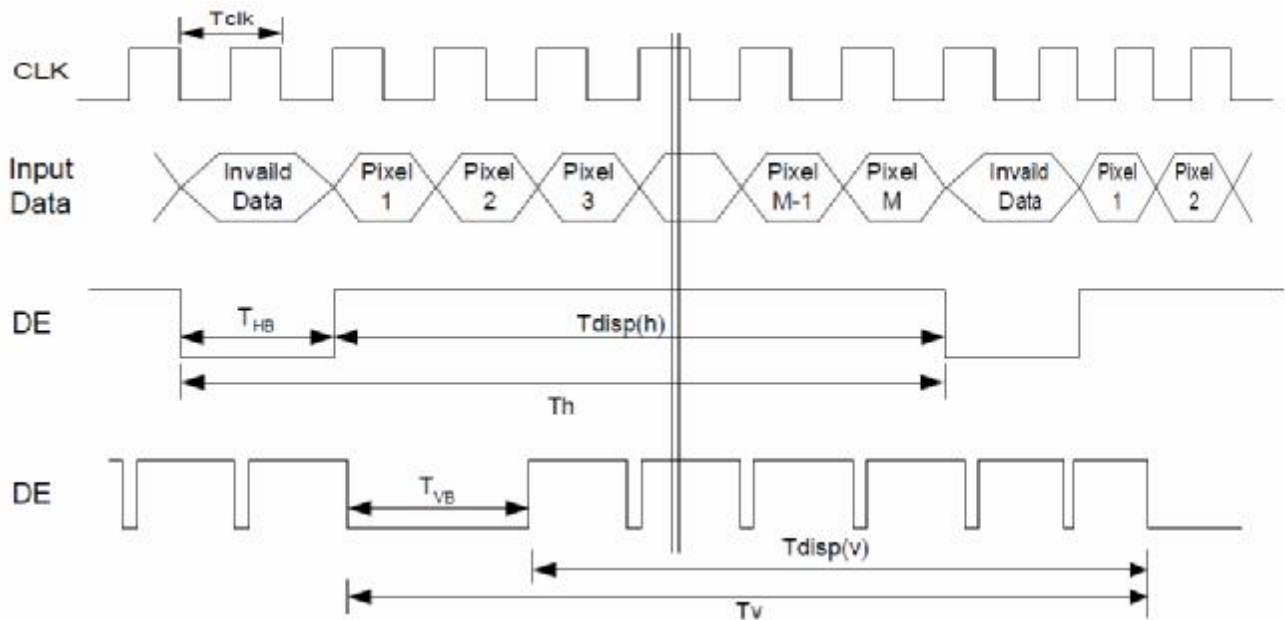 Tclk
CLK
Input
Data
Invaild
Data
Pixel
1
Pixel
2
Pixel
3
Pixel
M-1
Pixel
M
Invaild
Data
Pixel
1
Pixel
2
DE
THB
Tdisp(h)
Th
DE
TVB
Tdisp(v)
Tv